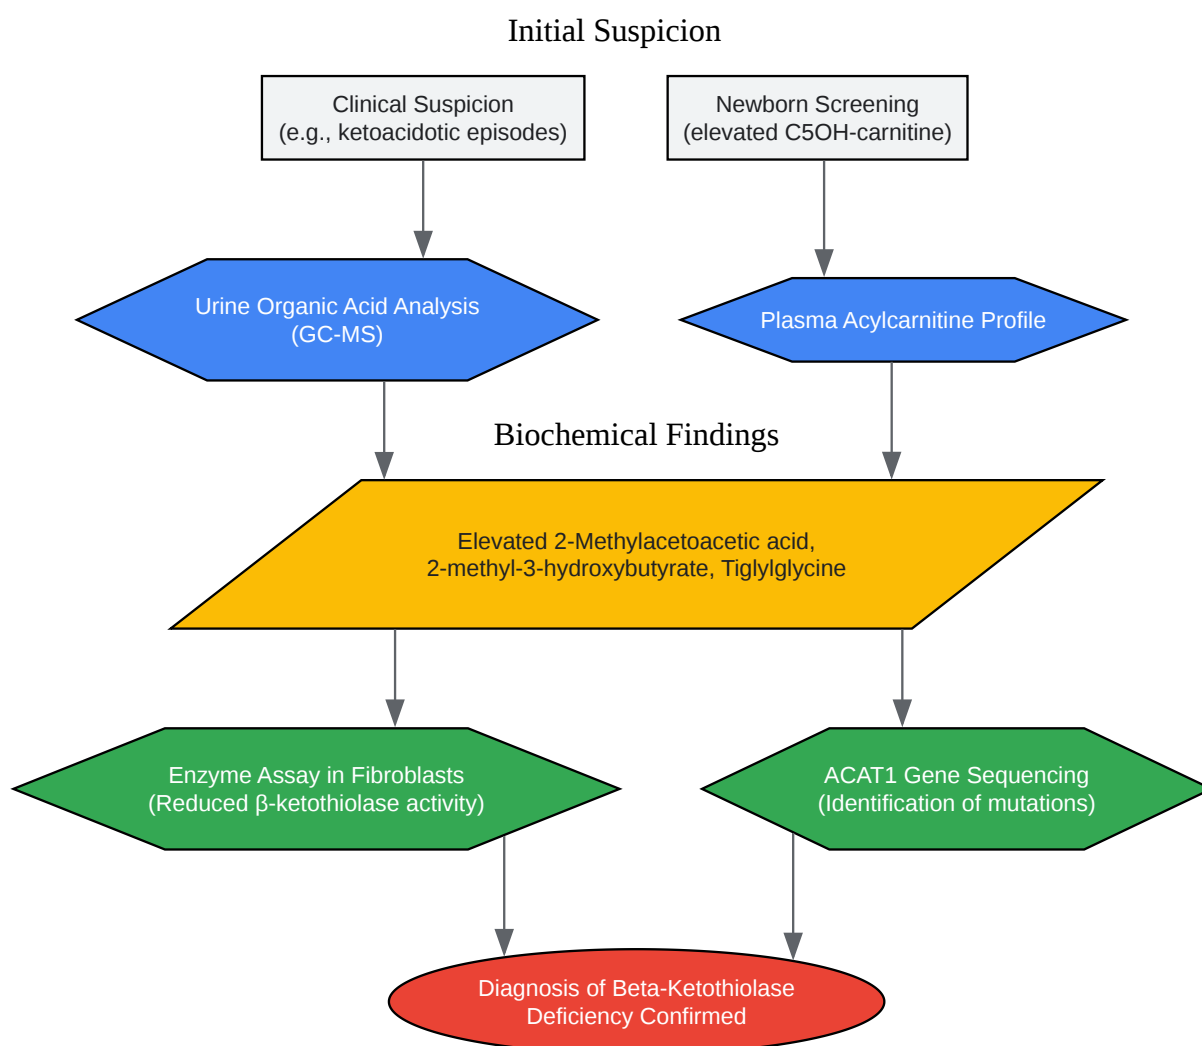 Initial Suspicion
Clinical Suspicion
(e.g., ketoacidotic episodes)
Newborn Screening
(elevated C5OH-carnitine)
Urine Organic Acid Analysis
(GC-MS)
Plasma Acylcarnitine Profile
Biochemical Findings
Elevated 2-Methylacetoacetic acid,
2-methyl-3-hydroxybutyrate, Tiglylglycine
Enzyme Assay in Fibroblasts
(Reduced β-ketothiolase activity)
ACAT1 Gene Sequencing
(Identification of mutations)
Diagnosis of Beta-Ketothiolase
Deficiency Confirmed